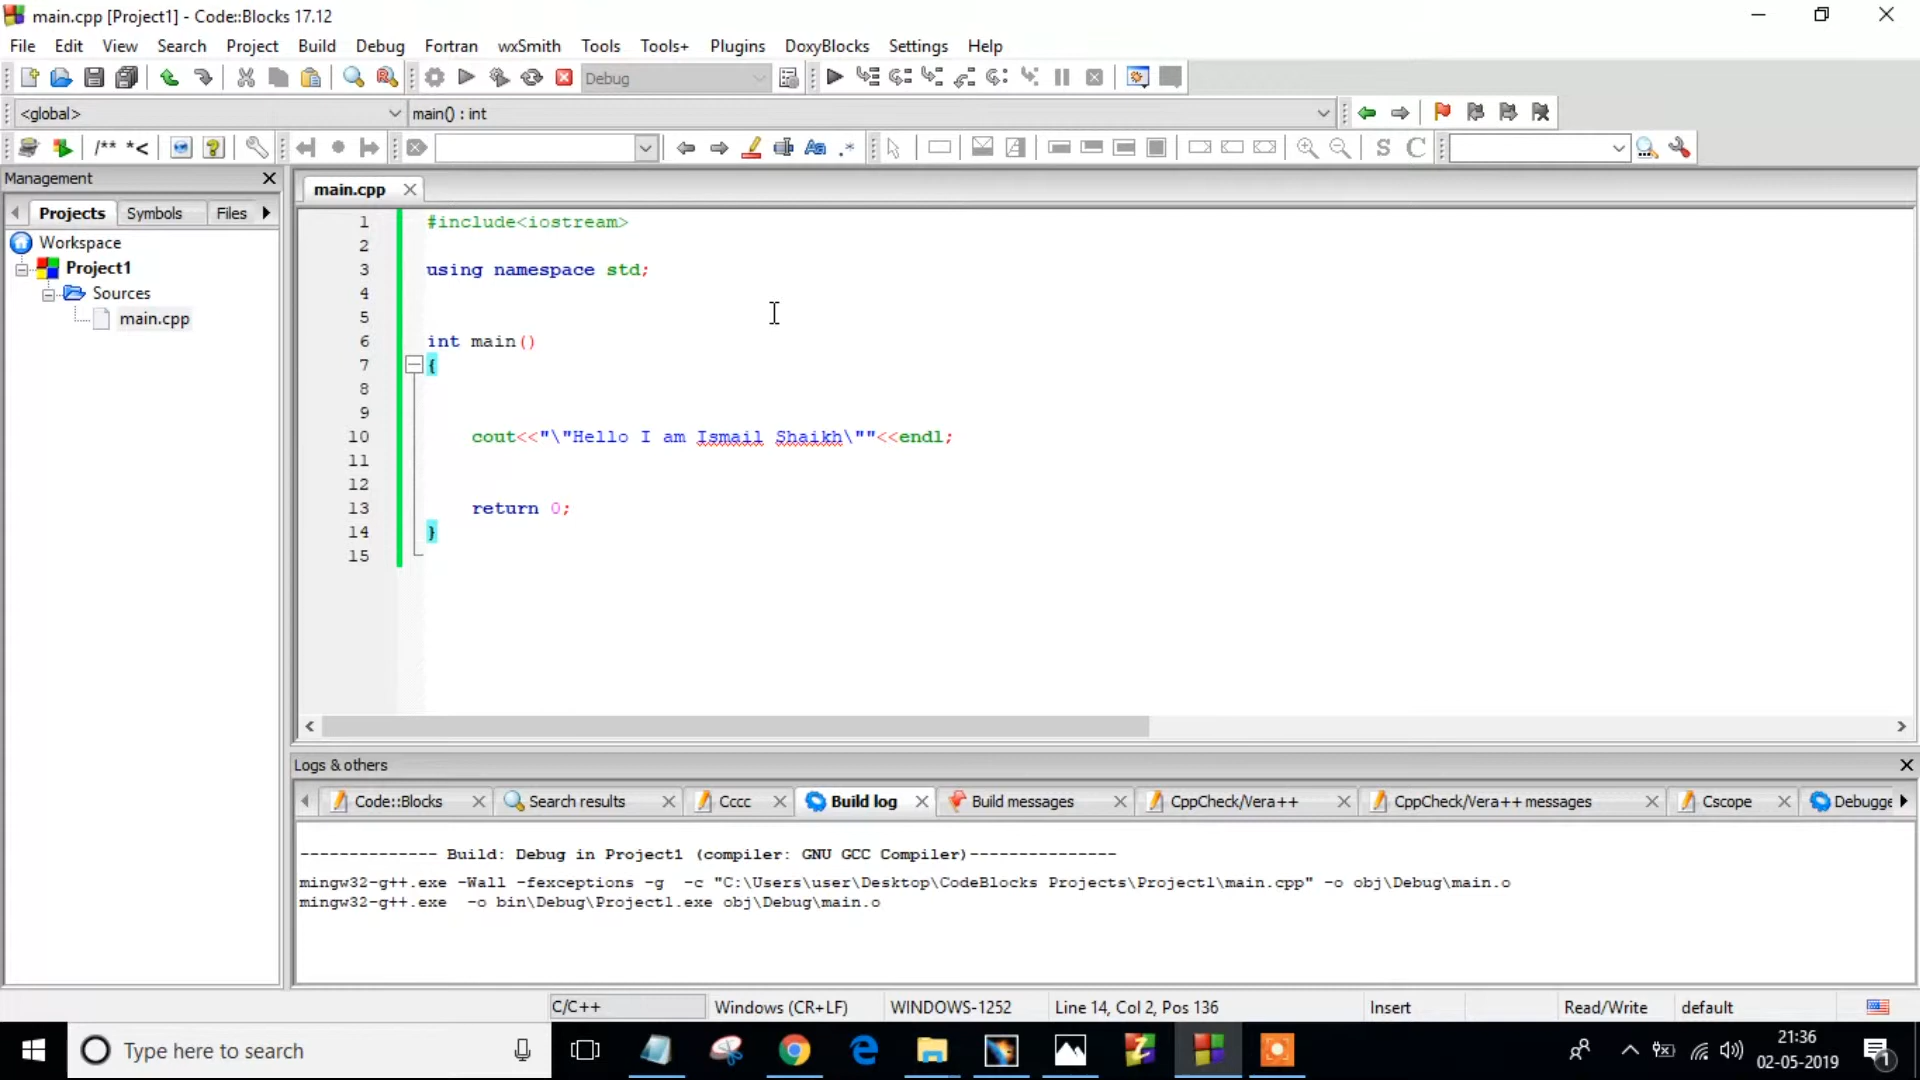 main.cpp [Project1] - Code::Blocks 17.12
File Edit View Search Project Build Debug Fortran wxSmith Tools Tools+ Plugins DoxyBlocks Settings Help
Debug
<global> main() : int
/** *<
Aa .* S C
Management
Projects Symbols Files
Workspace
Project1
Sources
main.cpp
main.cpp
1 #include<iostream>
2
3 using namespace std;
4
5
6 int main()
7 {
8
9
10 cout<<"\"Hello I am Ismail Shaikh\""<<endl;
11
12
13 return 0;
14 }
15
Logs & others
Code::Blocks Search results Cccc Build log Build messages CppCheck/Vera++ CppCheck/Vera++ messages Cscope Debugge
-------------- Build: Debug in Project1 (compiler: GNU GCC Compiler)---------------
mingw32-g++.exe -Wall -fexceptions -g -c "C:\Users\user\Desktop\CodeBlocks Projects\Project1\main.cpp" -o obj\Debug\main.o
mingw32-g++.exe -o bin\Debug\Project1.exe obj\Debug\main.o
C/C++ Windows (CR+LF) WINDOWS-1252 Line 14, Col 2, Pos 136 Insert Read/Write default
Type here to search
21:36
02-05-2019
1